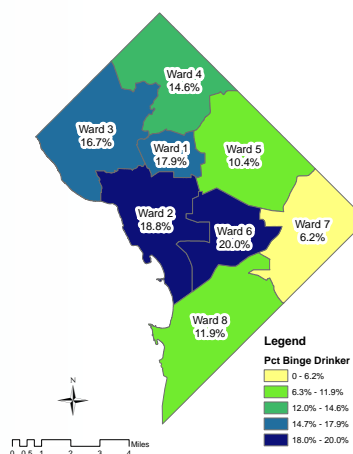 Ward 4
14.6%
Ward 3
16.7%
Ward 1
17.9%
Ward 5
10.4%
Ward 2
18.8%
Ward 6
20.0%
Ward 7
6.2%
Ward 8
11.9%
Legend
Pct Binge Drinker
0 - 6.2%
6.3% - 11.9%
12.0% - 14.6%
14.7% - 17.9%
18.0% - 20.0%
N
Miles
0 0.5 1 2 3 4